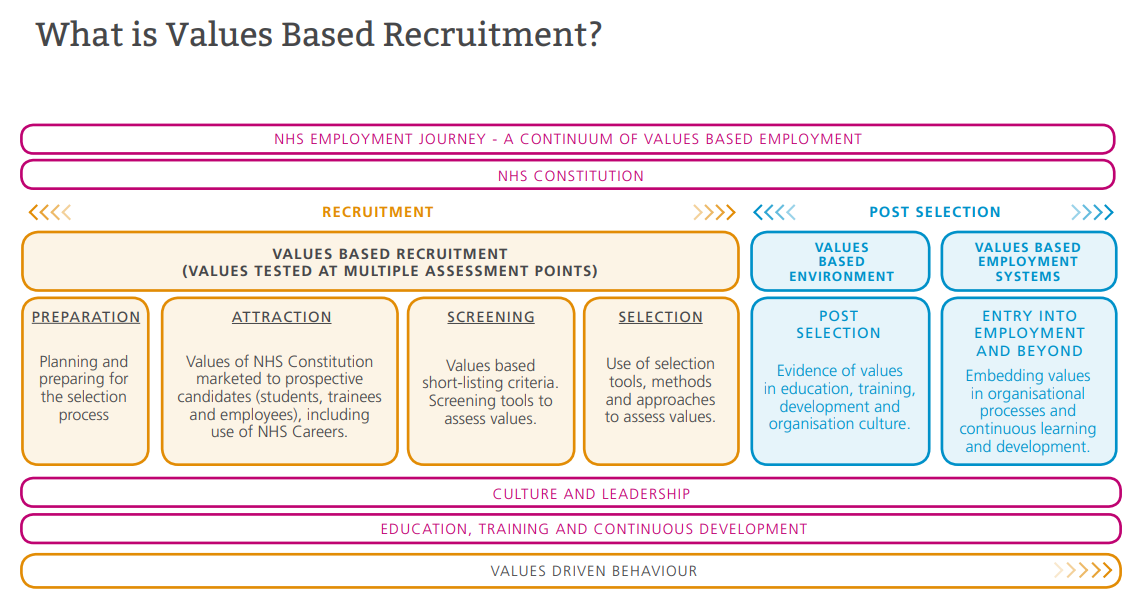 What is Values Based Recruitment?
NHS EMPLOYMENT JOURNEY - A CONTINUUM OF VALUES BASED EMPLOYMENT
NHS CONSTITUTION
RECRUITMENT
POST SELECTION
VALUES BASED RECRUITMENT
(VALUES TESTED AT MULTIPLE ASSESSMENT POINTS)
VALUES
BASED
ENVIRONMENT
VALUES BASED
EMPLOYMENT
SYSTEMS
PREPARATION
Planning and
preparing for
the selection
process
ATTRACTION
Values of NHS Constitution
marketed to prospective
candidates (students, trainees
and employees), including
use of NHS Careers.
SCREENING
Values based
short-listing criteria.
Screening tools to
assess values.
SELECTION
Use of selection
tools, methods
and approaches
to assess values.
POST
SELECTION
Evidence of values
in education, training,
development and
organisation culture.
ENTRY INTO
EMPLOYMENT
AND BEYOND
Embedding values
in organisational
processes and
continuous learning
and development.
CULTURE AND LEADERSHIP
EDUCATION, TRAINING AND CONTINUOUS DEVELOPMENT
VALUES DRIVEN BEHAVIOUR